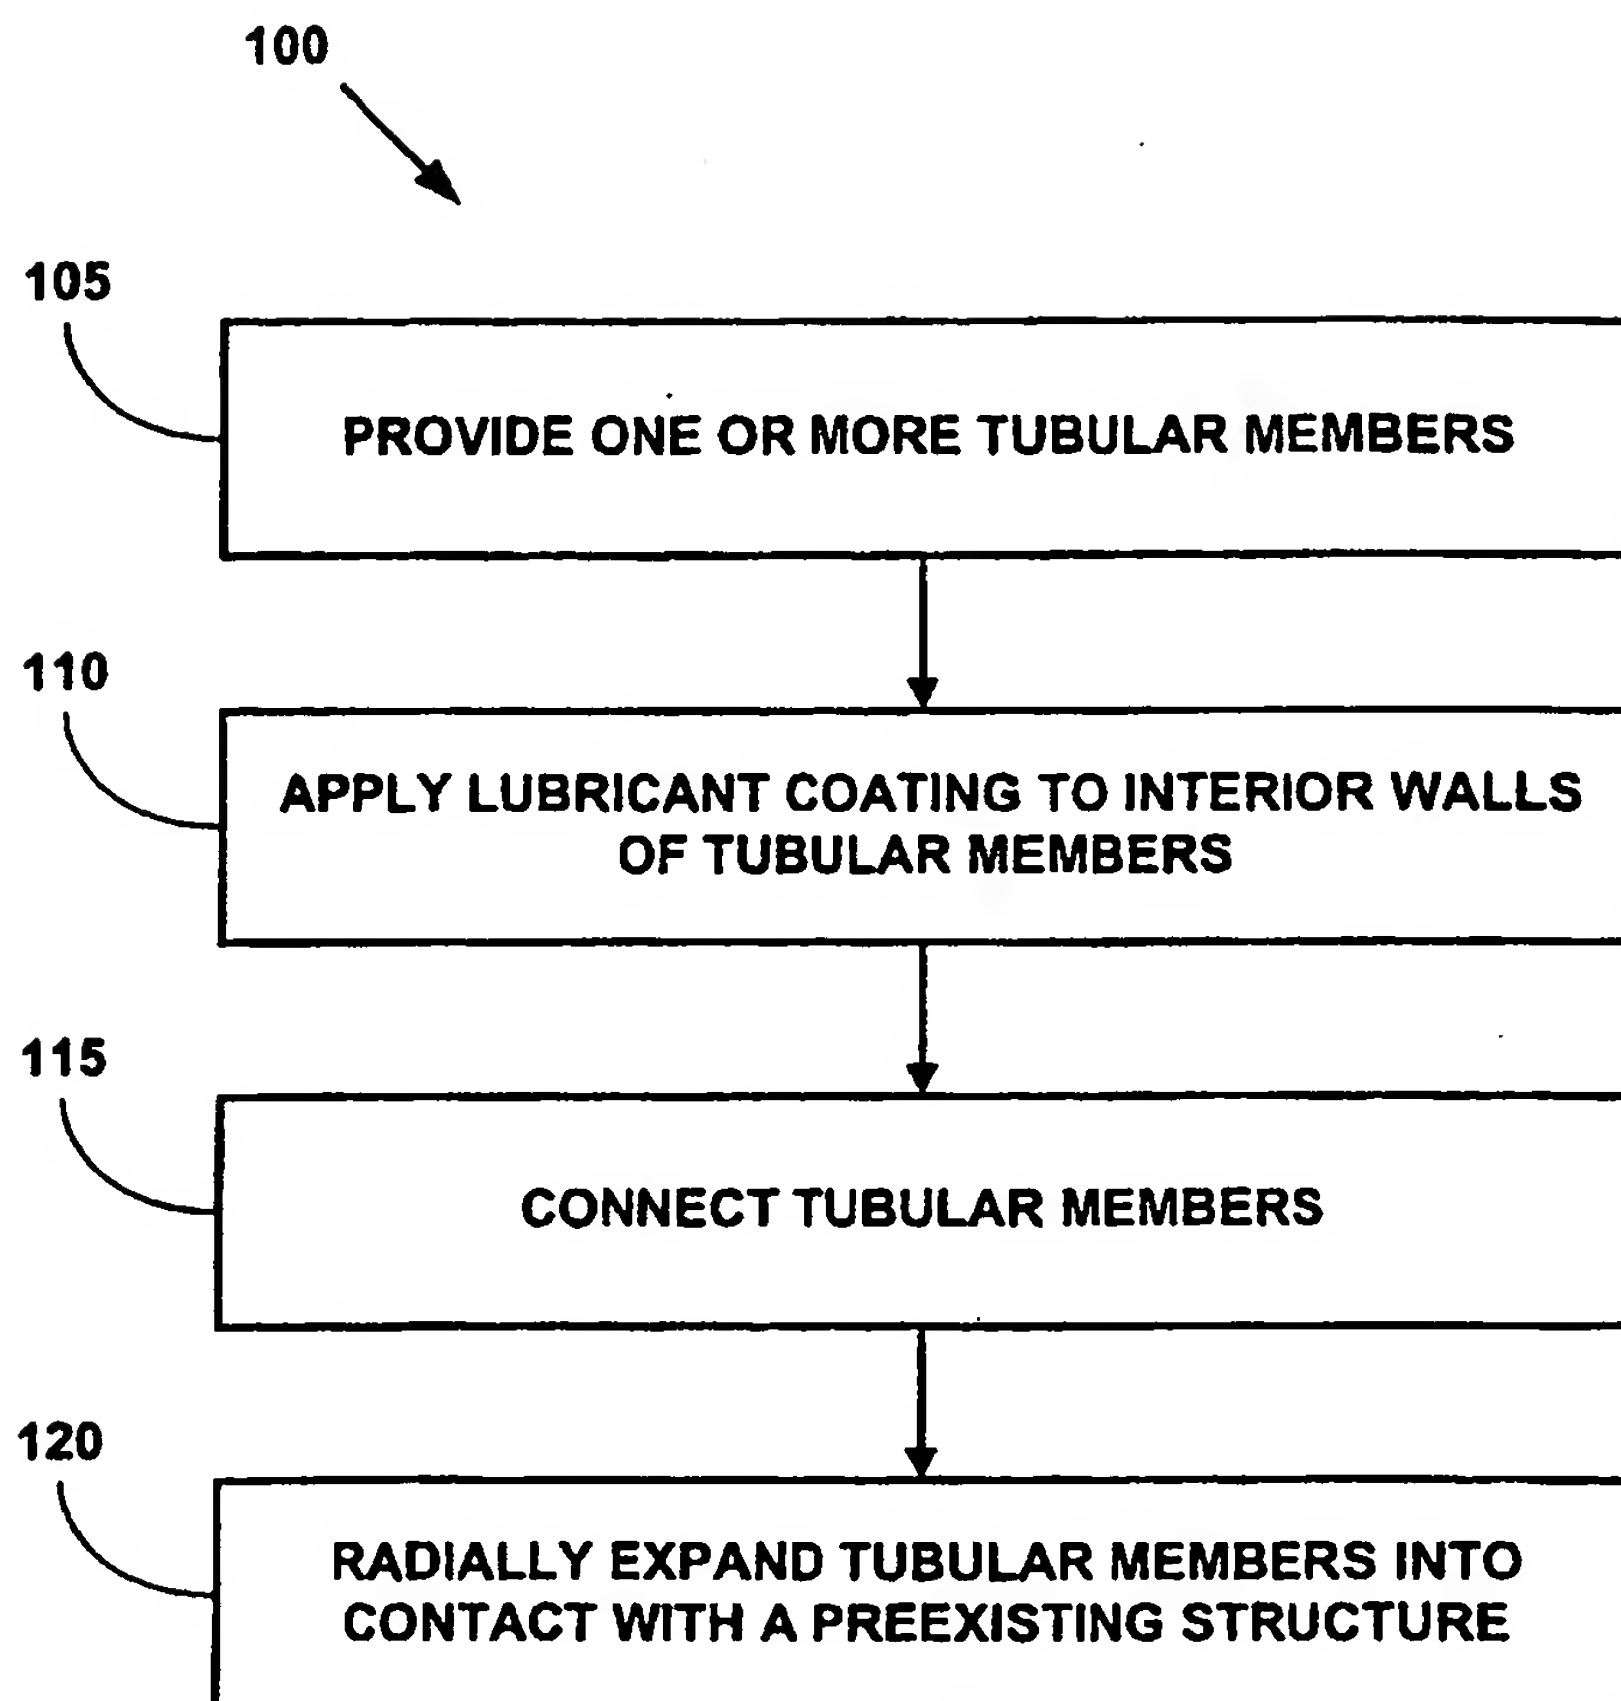 100
105
PROVIDE ONE OR MORE TUBULAR MEMBERS
110
APPLY LUBRICANT COATING TO INTERIOR WALLS
OF TUBULAR MEMBERS
115
CONNECT TUBULAR MEMBERS
120
RADIALLY EXPAND TUBULAR MEMBERS INTO
CONTACT WITH A PREEXISTING STRUCTURE